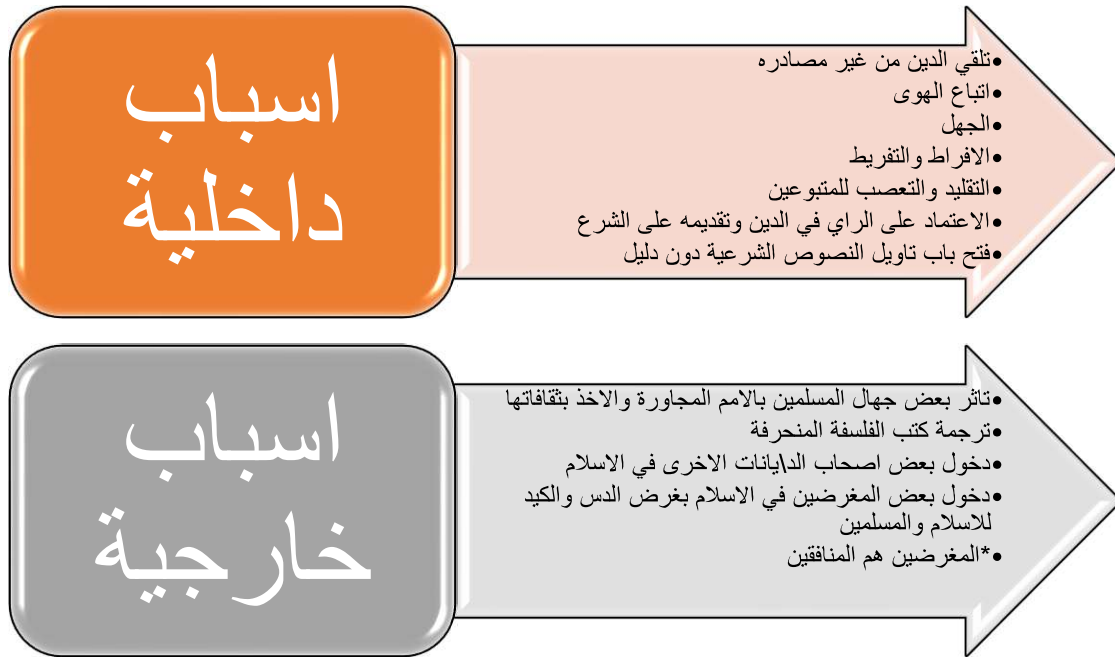 اسباب
داخلية
•تلقي الدين من غير مصادره
•اتباع الهوى
•الجهل
•الافراط والتفريط
•التقليد والتعصب للمتبوعين
•الاعتماد على الراي في الدين وتقديمه على الشرع
•فتح باب تاويل النصوص الشرعية دون دليل
اسباب
خارجية
•تاثر بعض جهال المسلمين بالامم المجاورة والاخذ بثقافاتها
•ترجمة كتب الفلسفة المنحرفة
•دخول بعض اصحاب الد\يانات الاخرى في الاسلام
•دخول بعض المغرضين في الاسلام بغرض الدس والكيد
للاسلام والمسلمين
•*المغرضين هم المنافقين